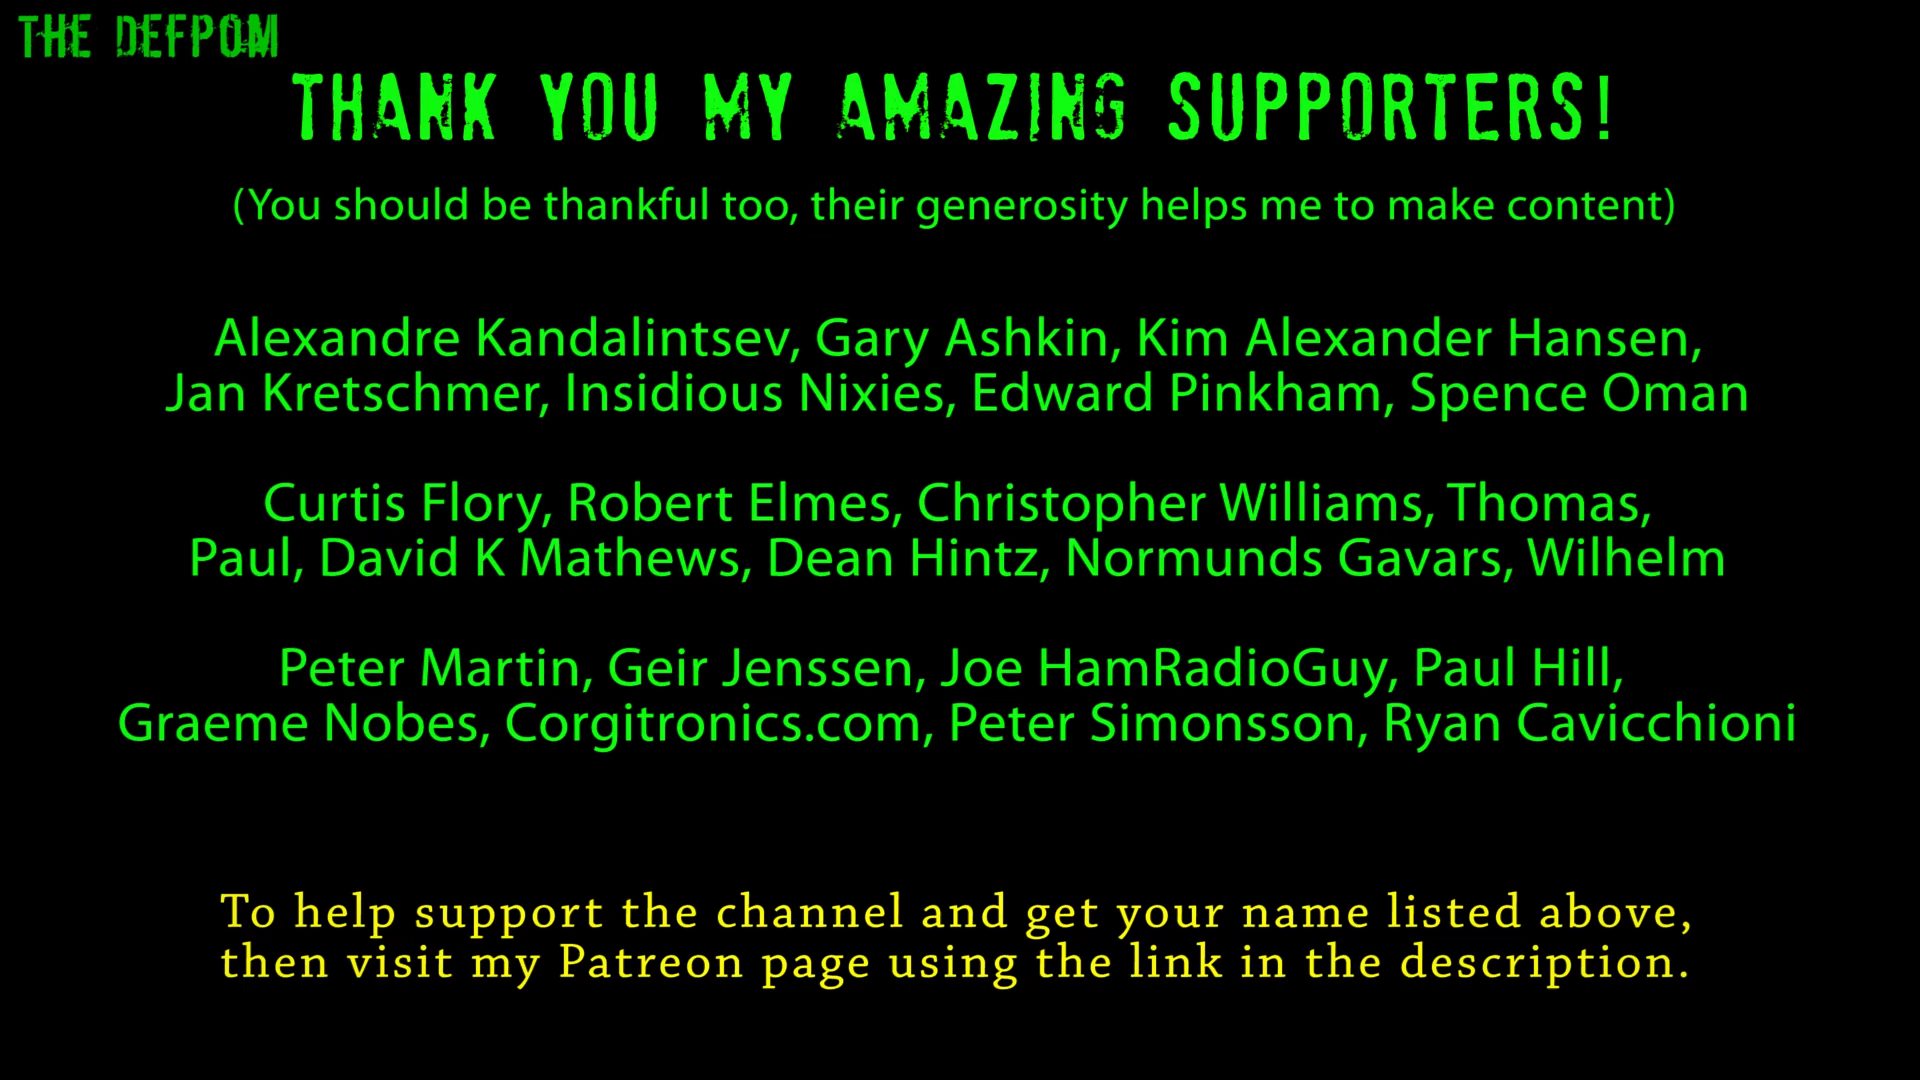 THE DEFPOM
THANK YOU MY AMAZING SUPPORTERS!
(You should be thankful too, their generosity helps me to make content)
Alexandre Kandalintsev, Gary Ashkin, Kim Alexander Hansen,
Jan Kretschmer, Insidious Nixies, Edward Pinkham, Spence Oman
Curtis Flory, Robert Elmes, Christopher Williams, Thomas,
Paul, David K Mathews, Dean Hintz, Normunds Gavars, Wilhelm
Peter Martin, Geir Jenssen, Joe HamRadioGuy, Paul Hill,
Graeme Nobes, Corgitronics.com, Peter Simonsson, Ryan Cavicchioni
To help support the channel and get your name listed above,
then visit my Patreon page using the link in the description.